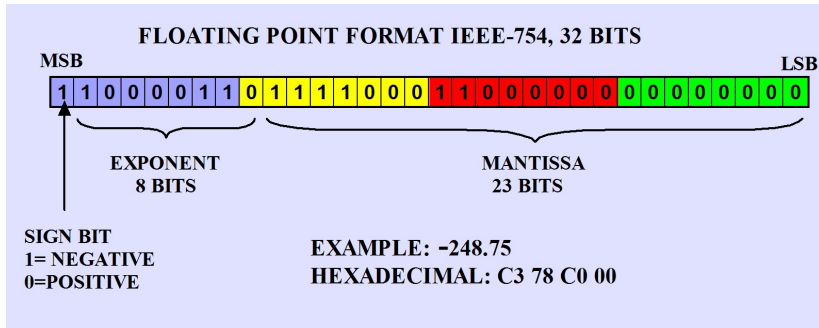 FLOATING POINT FORMAT IEEE-754, 32 BITS
MSB
LSB
1 1 0 0 0 0 1 1 0 1 1 1 1 0 0 0 1 1 0 0 0 0 0 0 0 0 0 0 0 0 0 0
EXPONENT
8 BITS
MANTISSA
23 BITS
SIGN BIT
1= NEGATIVE
0=POSITIVE
EXAMPLE: -248.75
HEXADECIMAL: C3 78 C0 00